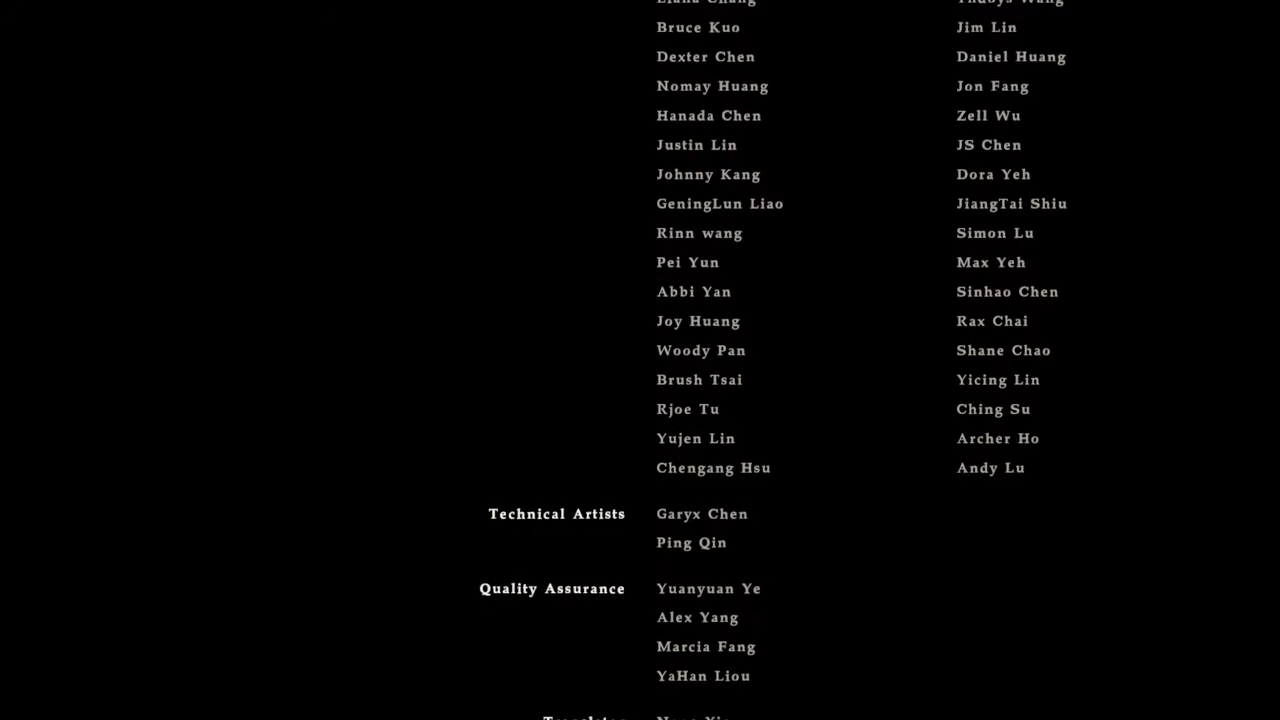 Bruce Kuo Jim Lin
Dexter Chen Daniel Huang
Nomay Huang Jon Fang
Hanada Chen Zell Wu
Justin Lin JS Chen
Johnny Kang Dora Yeh
GeningLun Liao JiangTai Shiu
Rinn wang Simon Lu
Pei Yun Max Yeh
Abbi Yan Sinhao Chen
Joy Huang Rax Chai
Woody Pan Shane Chao
Brush Tsai Yicing Lin
Rjoe Tu Ching Su
Yujen Lin Archer Ho
Chengang Hsu Andy Lu
Technical Artists Garyx Chen
Ping Qin
Quality Assurance Yuanyuan Ye
Alex Yang
Marcia Fang
YaHan Liou